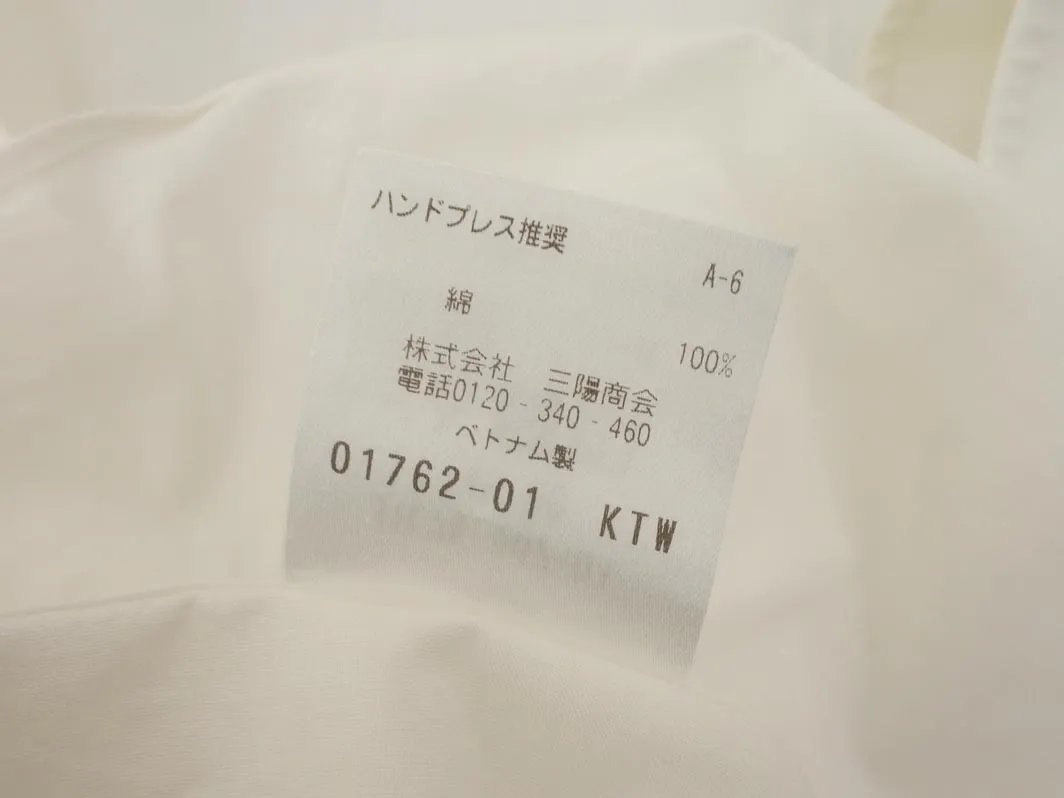 ハンドプレス推奨
A-6
綿 100%
株式会社 三陽商会
電話0120-340-460
ベトナム製
01762-01 KTW